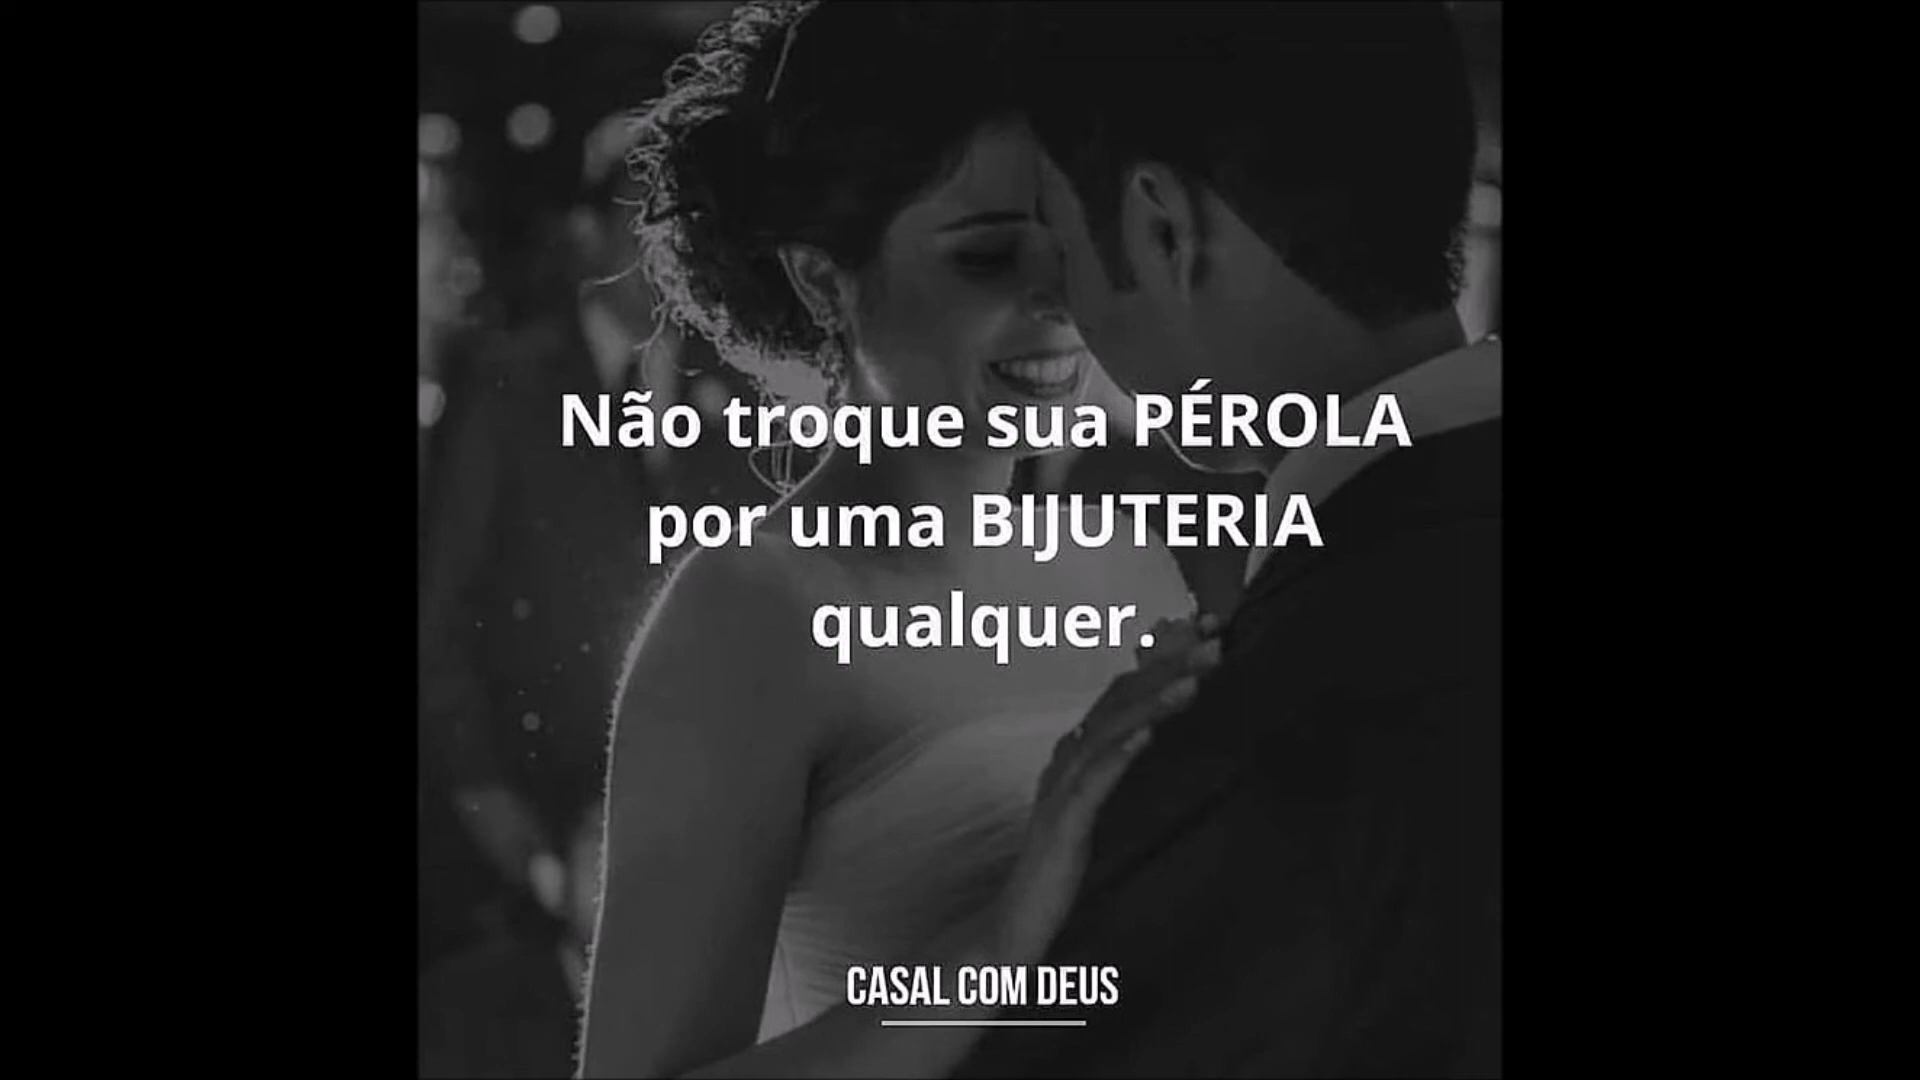 Não troque sua PÉROLA
por uma BIJUTERIA
qualquer.
CASAL COM DEUS